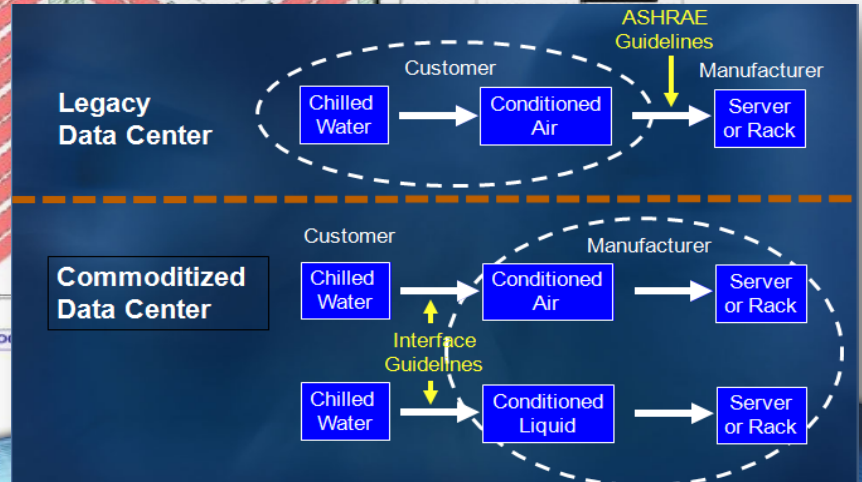 ASHRAE
Guidelines
Customer
Manufacturer
Legacy
Data Center
Chilled
Water
Conditioned
Air
Server
or Rack
Customer
Manufacturer
Commoditized
Data Center
Chilled
Water
Conditioned
Air
Server
or Rack
Interface
Guidelines
Chilled
Water
Conditioned
Liquid
Server
or Rack